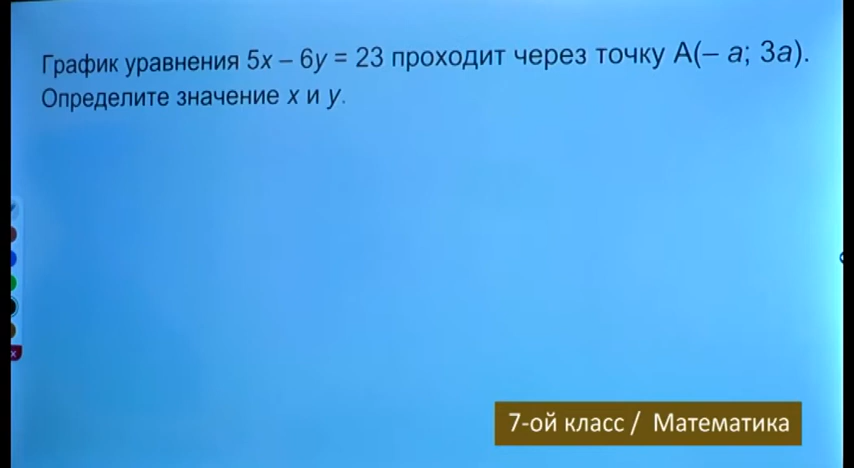 График уравнения 5x – 6y = 23 проходит через точку А(– a; 3a).
Определите значение x и y.
x
7-ой класс / Математика